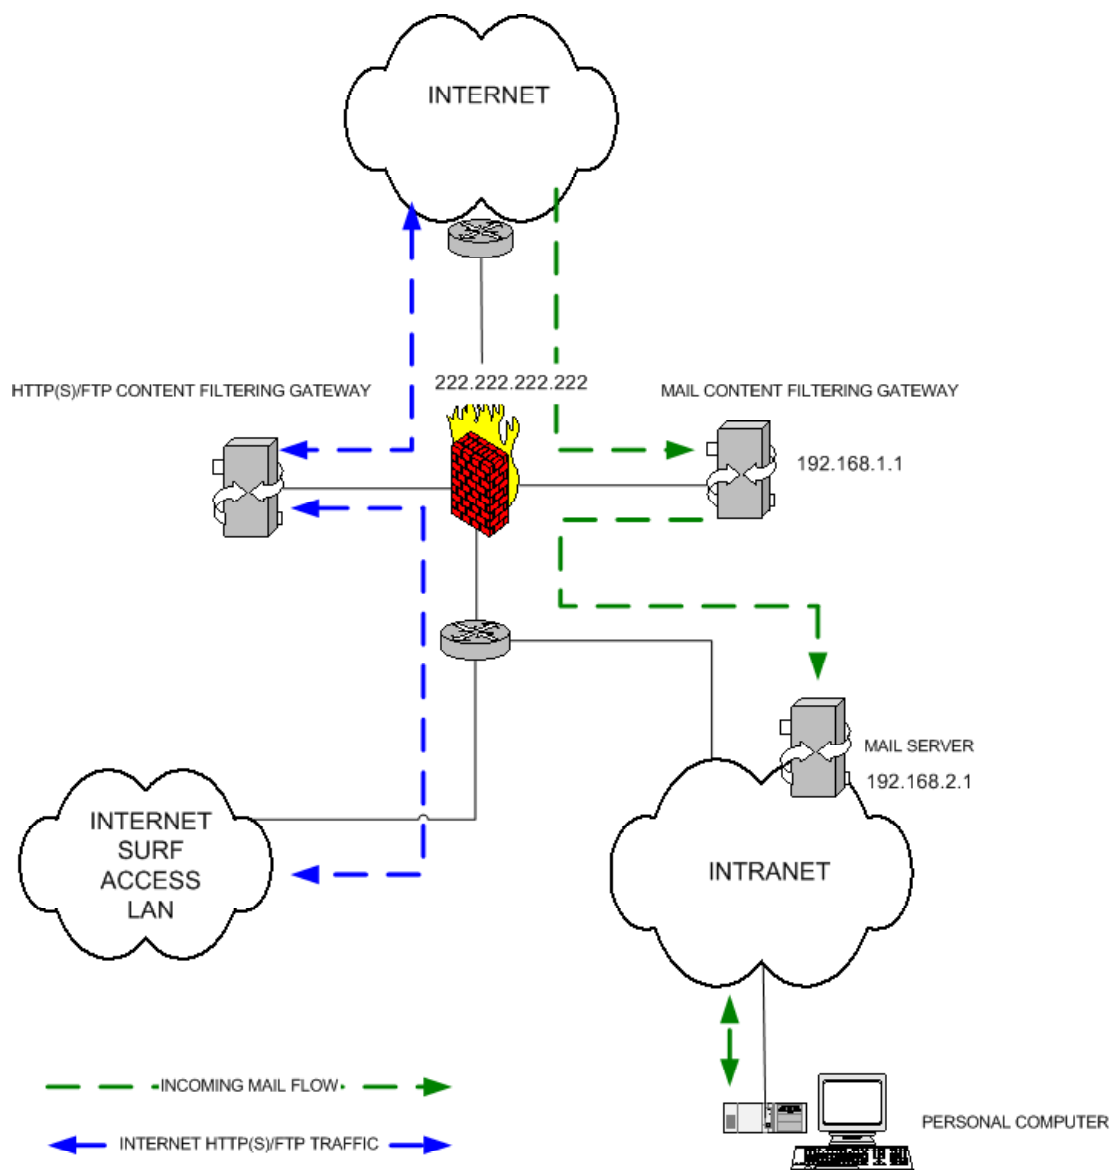 INTERNET
222.222.222.222
HTTP(S)/FTP CONTENT FILTERING GATEWAY
MAIL CONTENT FILTERING GATEWAY
192.168.1.1
MAIL SERVER
192.168.2.1
INTERNET
SURF
ACCESS
LAN
INTRANET
INCOMING MAIL FLOW
INTERNET HTTP(S)/FTP TRAFFIC
PERSONAL COMPUTER